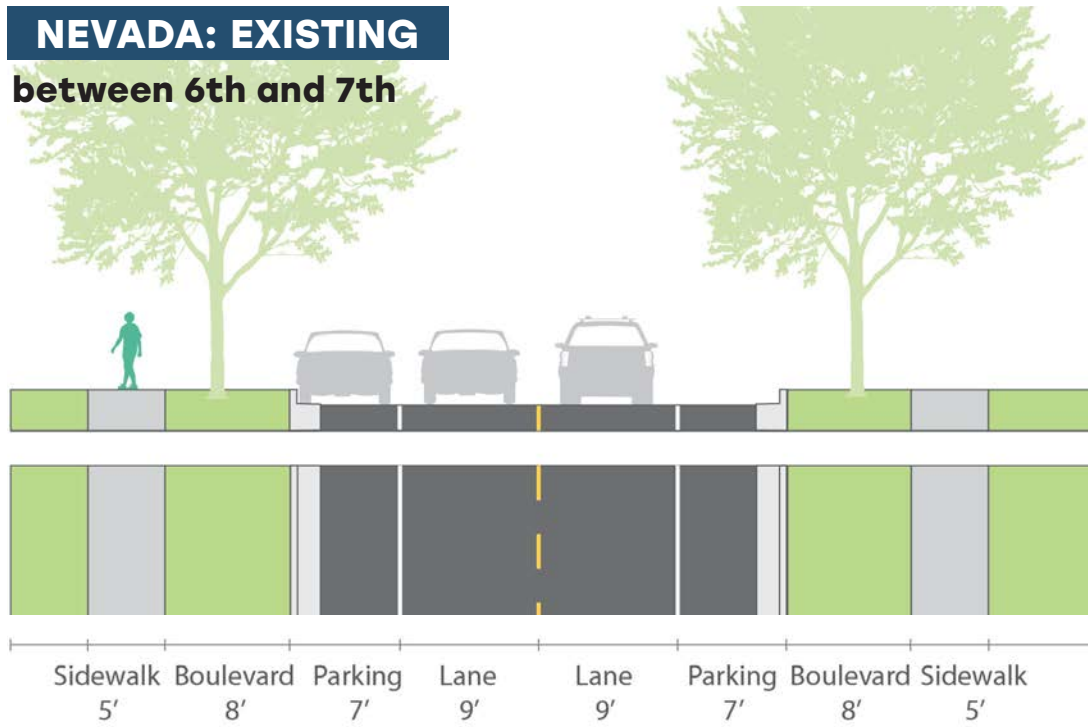 NEVADA: EXISTING
between 6th and 7th
Sidewalk Boulevard Parking Lane Lane Parking Boulevard Sidewalk
5' 8' 7' 9' 9' 7' 8' 5'